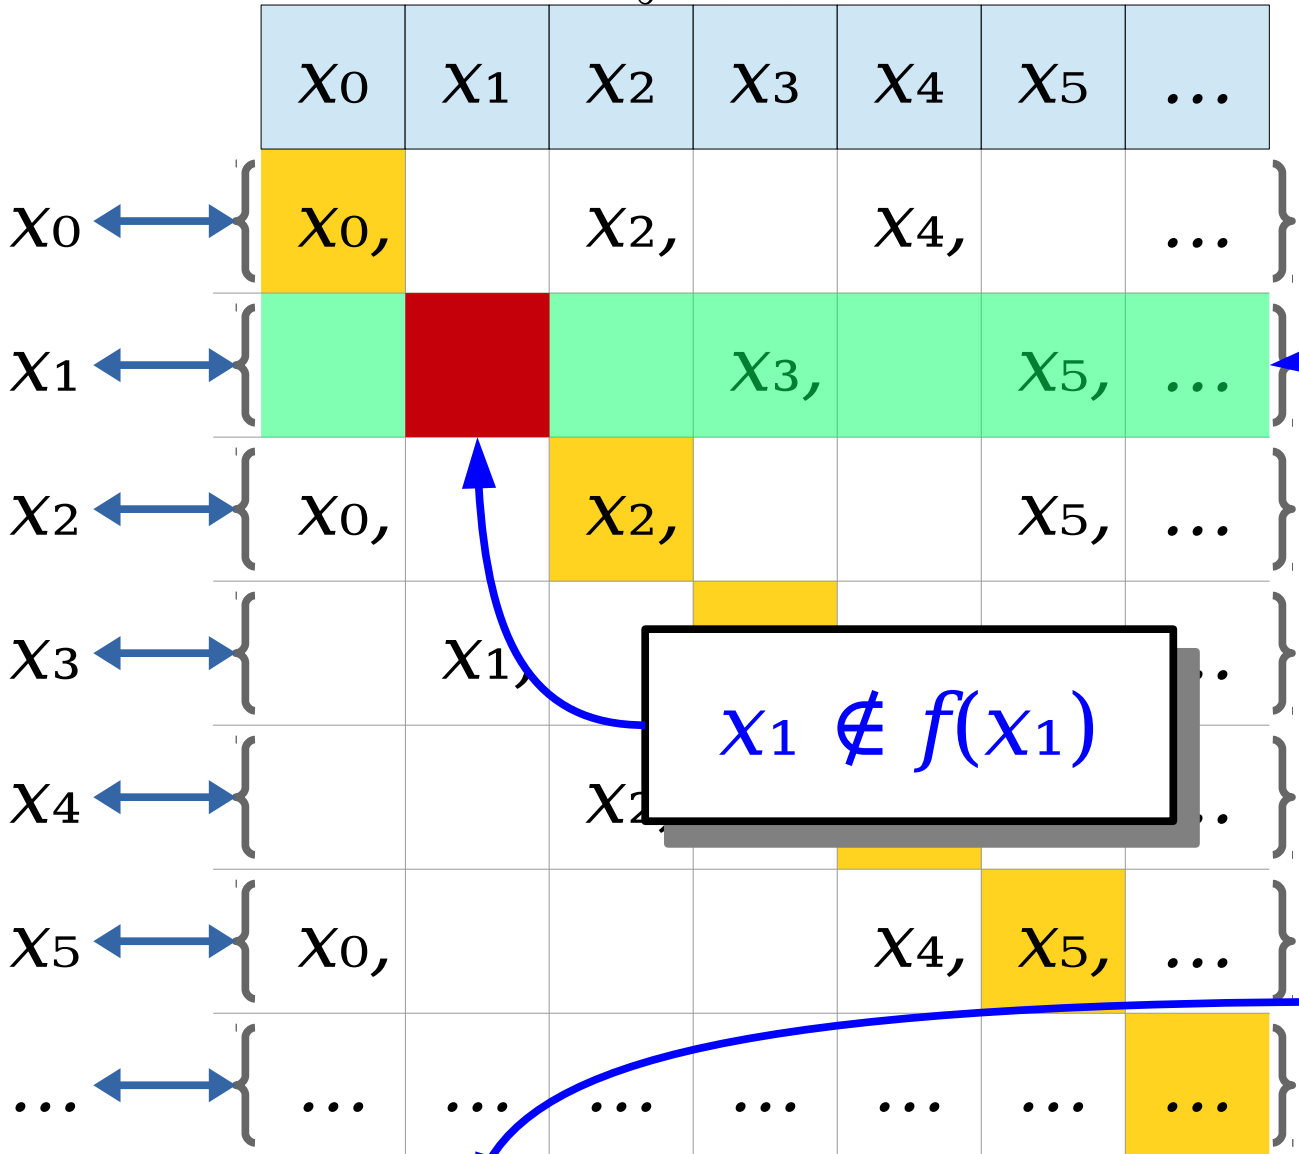 x₀ x₁ x₂ x₃ x₄ x₅ ...
x₀ { x₀, x₂, x₄, ... }
x₁ { x₃, x₅, ... }
x₂ { x₀, x₂, x₅, ... }
x₃ { x₁, }
x₁ ∉ f(x₁)
x₄ { x₂, }
x₅ { x₀, x₄, x₅, ... }
... { ... ... ... ... ... ... ... }